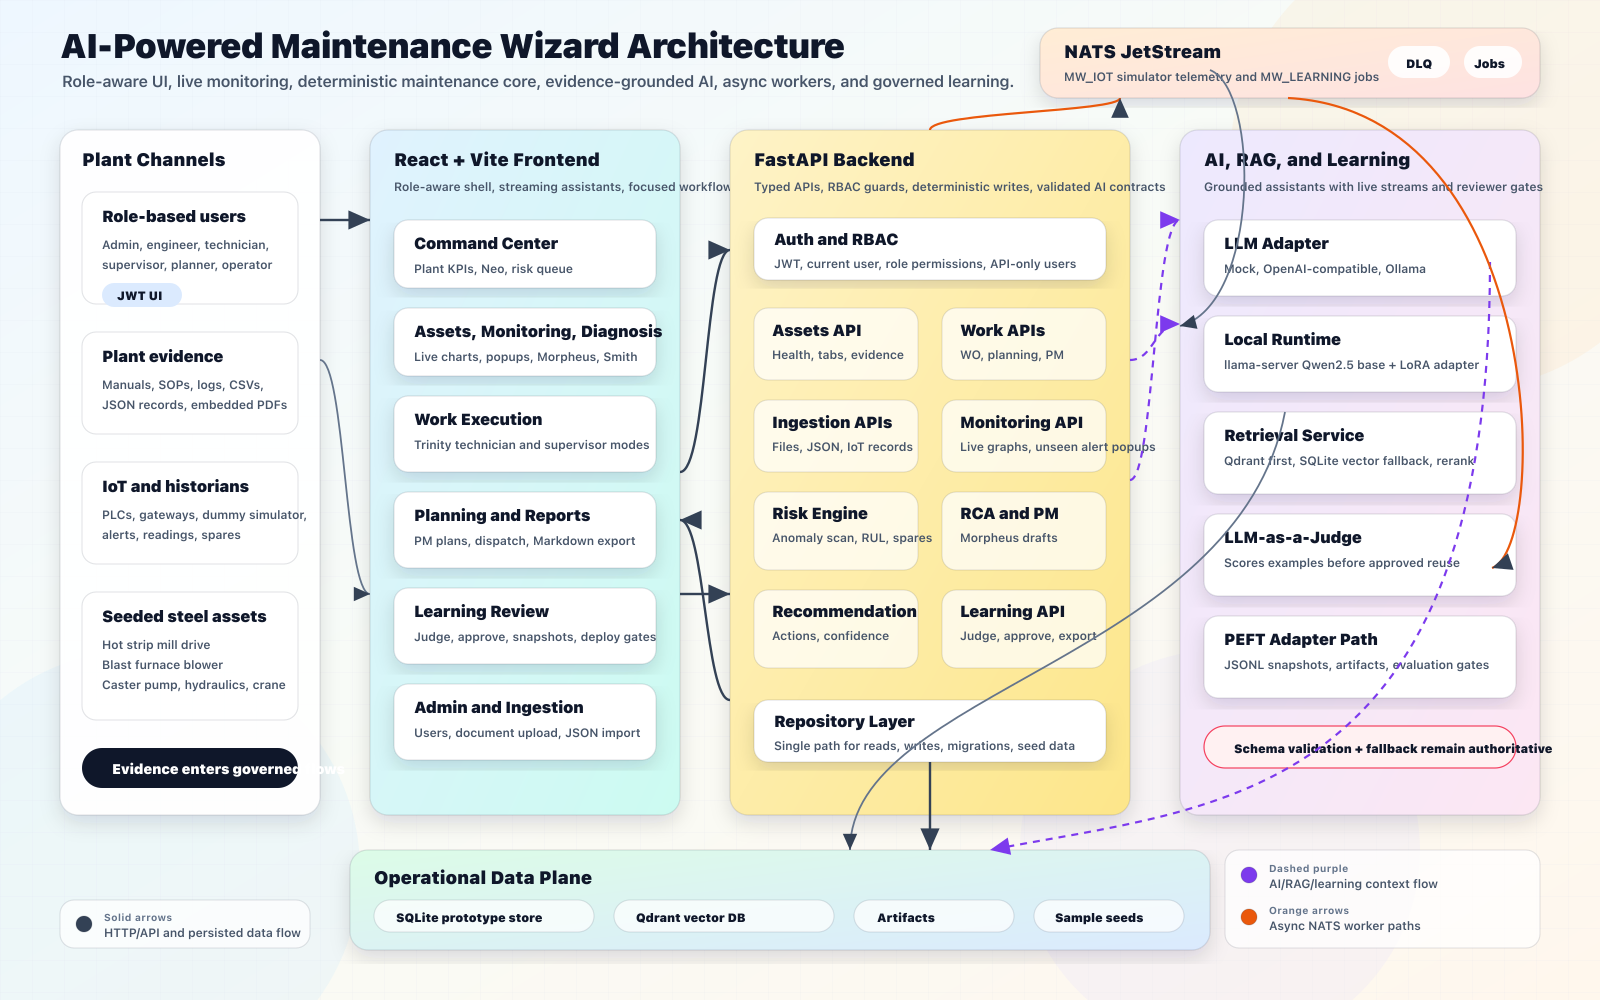 AI-Powered Maintenance Wizard Architecture
Role-aware UI, live monitoring, deterministic maintenance core, evidence-grounded AI, async workers, and governed learning.
NATS JetStream
MW_IOT simulator telemetry and MW_LEARNING jobs
DLQ
Jobs
Plant Channels
Role-based users
Admin, engineer, technician,
supervisor, planner, operator
JWT UI
Plant evidence
Manuals, SOPs, logs, CSVs,
JSON records, embedded PDFs
IoT and historians
PLCs, gateways, dummy simulator,
alerts, readings, spares
Seeded steel assets
Hot strip mill drive
Blast furnace blower
Caster pump, hydraulics, crane
Evidence enters governed flows
React + Vite Frontend
Role-aware shell, streaming assistants, focused workflow
Command Center
Plant KPIs, Neo, risk queue
Assets, Monitoring, Diagnosis
Live charts, popups, Morpheus, Smith
Work Execution
Trinity technician and supervisor modes
Planning and Reports
PM plans, dispatch, Markdown export
Learning Review
Judge, approve, snapshots, deploy gates
Admin and Ingestion
Users, document upload, JSON import
FastAPI Backend
Typed APIs, RBAC guards, deterministic writes, validated AI contracts
Auth and RBAC
JWT, current user, role permissions, API-only users
Assets API
Health, tabs, evidence
Work APIs
WO, planning, PM
Ingestion APIs
Files, JSON, IoT records
Monitoring API
Live graphs, unseen alert popups
Risk Engine
Anomaly scan, RUL, spares
RCA and PM
Morpheus drafts
Recommendation
Actions, confidence
Learning API
Judge, approve, export
Repository Layer
Single path for reads, writes, migrations, seed data
AI, RAG, and Learning
Grounded assistants with live streams and reviewer gates
LLM Adapter
Mock, OpenAI-compatible, Ollama
Local Runtime
llama-server Qwen2.5 base + LoRA adapter
Retrieval Service
Qdrant first, SQLite vector fallback, rerank
LLM-as-a-Judge
Scores examples before approved reuse
PEFT Adapter Path
JSONL snapshots, artifacts, evaluation gates
Schema validation + fallback remain authoritative
Operational Data Plane
SQLite prototype store
Qdrant vector DB
Artifacts
Sample seeds
Solid arrows
HTTP/API and persisted data flow
Dashed purple
AI/RAG/learning context flow
Orange arrows
Async NATS worker paths